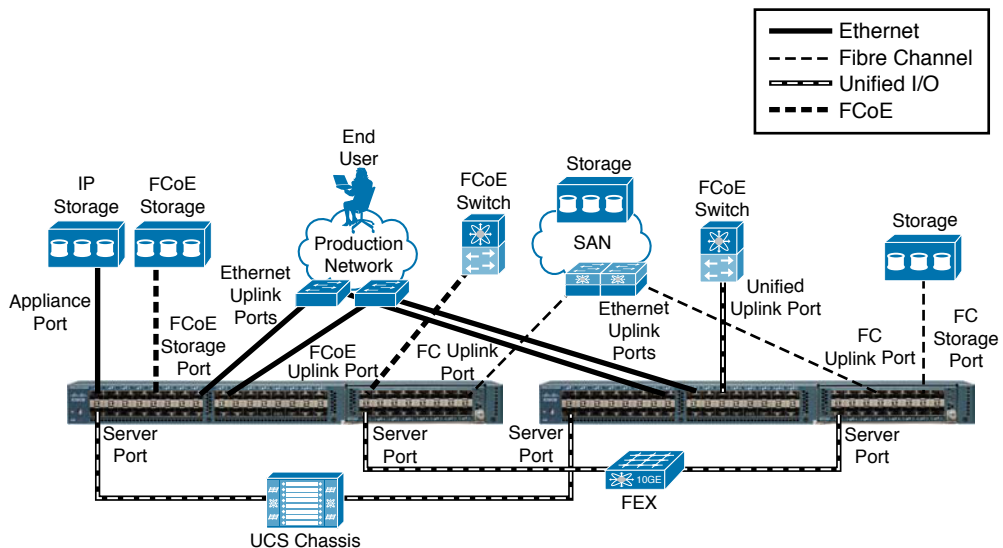 Ethernet
Fibre Channel
Unified I/O
FCoE
End
User
IP
Storage
FCoE
Storage
FCoE
Switch
Storage
FCoE
Switch
Storage
Production
Network
SAN
Appliance
Port
FCoE
Storage
Port
Ethernet
Uplink
Ports
FCoE
Uplink Port
FC Uplink
Port
Ethernet
Uplink
Ports
Unified
Uplink Port
FC
Uplink Port
FC
Storage
Port
Server
Port
Server
Port
Server
Port
Server
Port
UCS Chassis
10GE
FEX